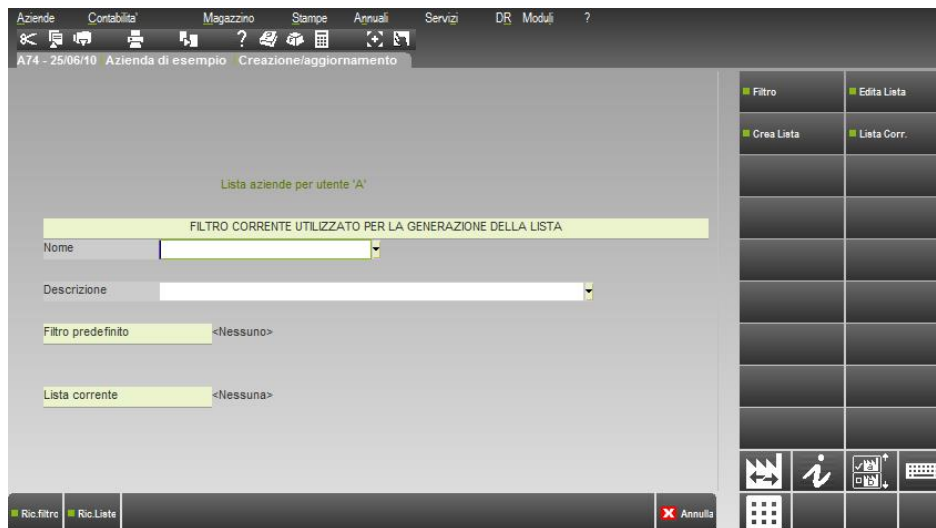 Aziende Contabilita' Magazzino Stampe Annuali Servizi DR Moduli ?
?
A74 - 25/06/10 Azienda di esempio Creazione/aggiornamento
Filtro Edita Lista
Crea Lista Lista Corr.
Lista aziende per utente 'A'
FILTRO CORRENTE UTILIZZATO PER LA GENERAZIONE DELLA LISTA
Nome
Descrizione
Filtro predefinito <Nessuno>
Lista corrente <Nessuna>
Ric.filtro Ric.Liste Annulla